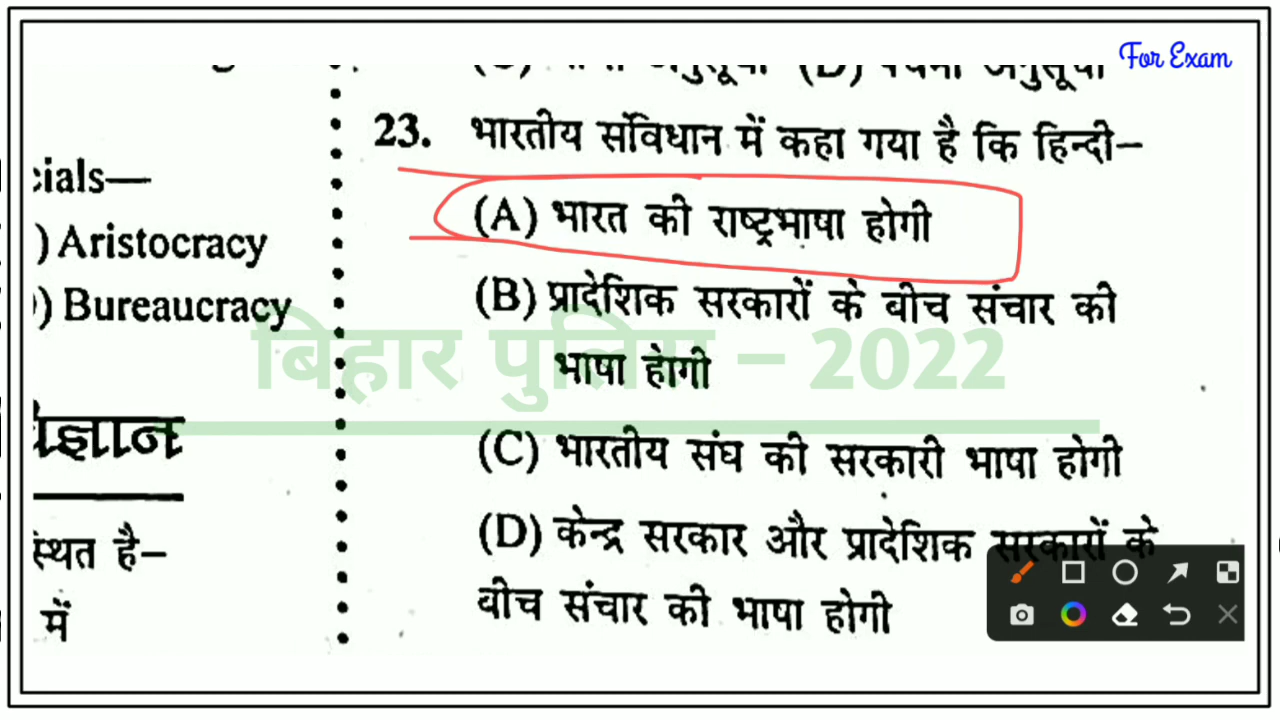 For Exam
cials—
) Aristocracy
) Bureaucracy
स्थित है–
में
23. भारतीय संविधान में कहा गया है कि हिन्दी–
(A) भारत की राष्ट्रभाषा होगी
(B) प्रादेशिक सरकारों के बीच संचार की
भाषा होगी
(C) भारतीय संघ की सरकारी भाषा होगी
(D) केन्द्र सरकार और प्रादेशिक सरकारों के
बीच संचार की भाषा होगी
बिहार पुलिस – 2022